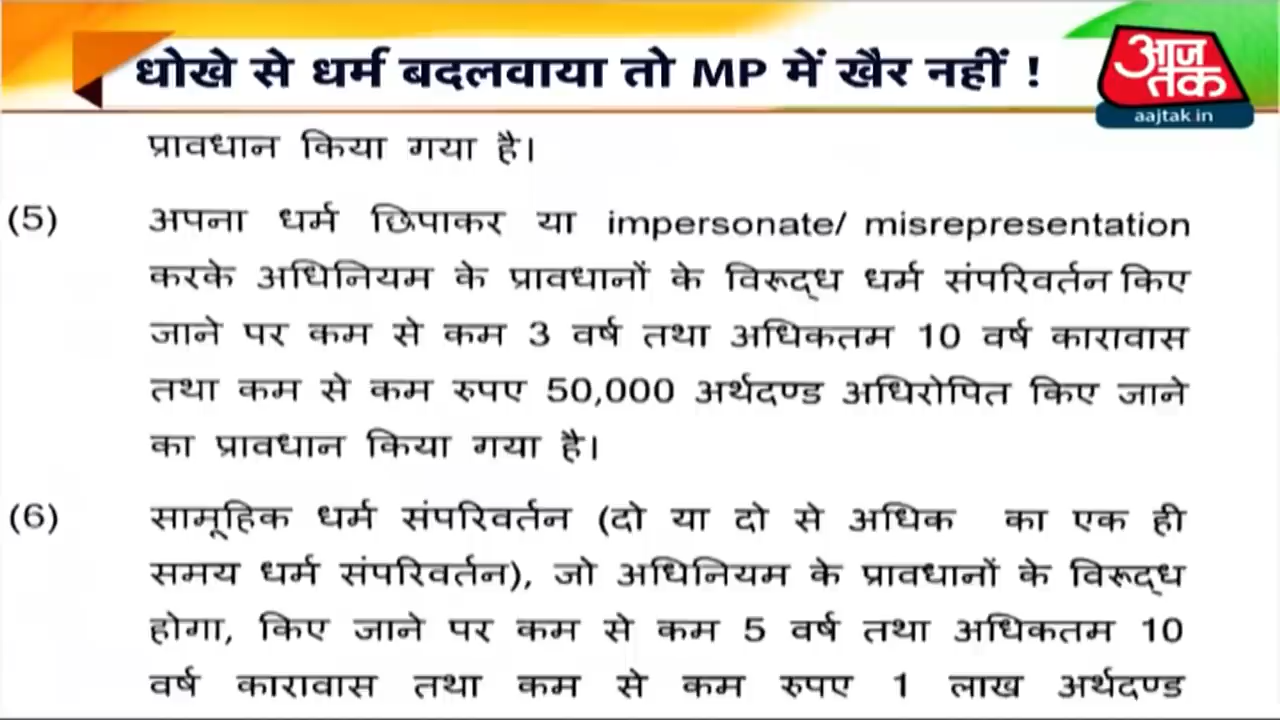 धोखे से धर्म बदलवाया तो MP में खैर नहीं !
आज
तक
aajtak.in
प्रावधान किया गया है।
(5) अपना धर्म छिपाकर या impersonate/ misrepresentation
करके अधिनियम के प्रावधानों के विरूद्ध धर्म संपरिवर्तन किए
जाने पर कम से कम 3 वर्ष तथा अधिकतम 10 वर्ष कारावास
तथा कम से कम रुपए 50,000 अर्थदण्ड अधिरोपित किए जाने
का प्रावधान किया गया है।
(6) सामूहिक धर्म संपरिवर्तन (दो या दो से अधिक का एक ही
समय धर्म संपरिवर्तन), जो अधिनियम के प्रावधानों के विरूद्ध
होगा, किए जाने पर कम से कम 5 वर्ष तथा अधिकतम 10
वर्ष कारावास तथा कम से कम रुपए 1 लाख अर्थदण्ड